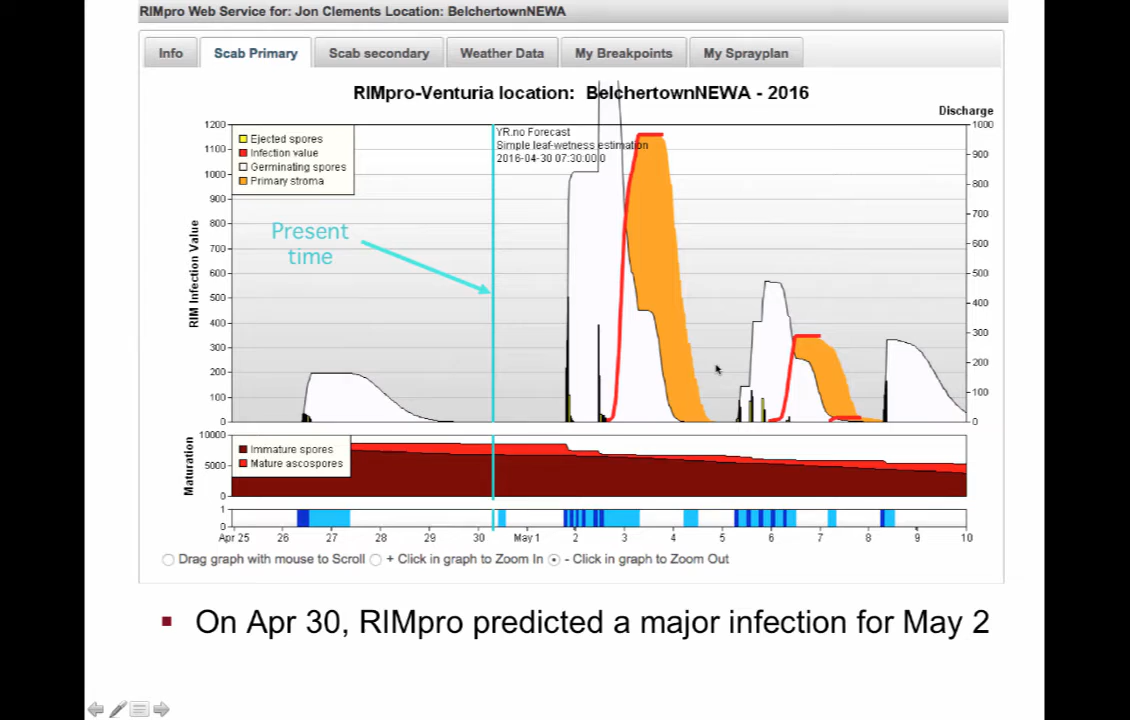 RIMpro Web Service for: Jon Clements Location: BelchertownNEWA
Info Scab Primary Scab secondary Weather Data My Breakpoints My Sprayplan
RIMpro-Venturia location: BelchertownNEWA - 2016
Discharge
YR.no Forecast
Simple leaf-wetness estimation
2016-04-30 07:30:00.0
Ejected spores
Infection value
Germinating spores
Primary stroma
Present
time
RIM Infection Value
1200
1100
1000
900
800
700
600
500
400
300
200
100
0
1000
900
800
700
600
500
400
300
200
100
0
Maturation
10000
5000
0
Immature spores
Mature ascospores
1
0
Apr 25 26 27 28 29 30 May 1 2 3 4 5 6 7 8 9 10
Drag graph with mouse to Scroll + Click in graph to Zoom In - Click in graph to Zoom Out
On Apr 30, RIMpro predicted a major infection for May 2